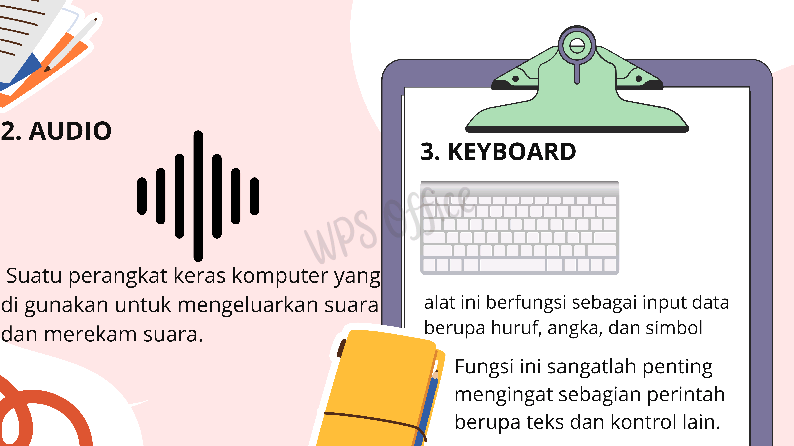 2. AUDIO
Suatu perangkat keras komputer yang
di gunakan untuk mengeluarkan suara
dan merekam suara.
WPS Office
3. KEYBOARD
alat ini berfungsi sebagai input data
berupa huruf, angka, dan simbol
Fungsi ini sangatlah penting
mengingat sebagian perintah
berupa teks dan kontrol lain.